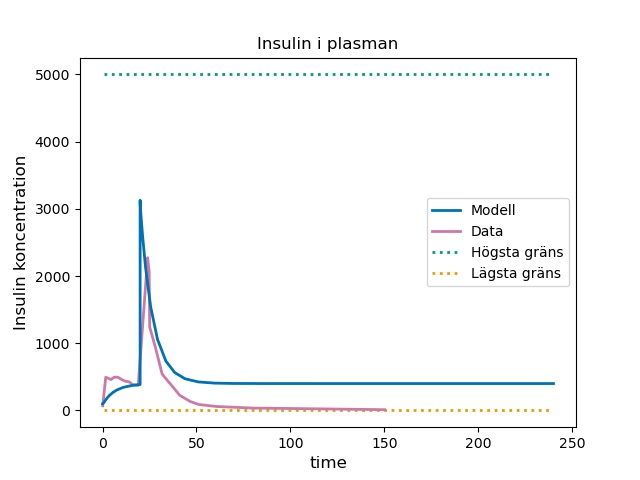 Insulin i plasman
5000
4000
3000
2000
1000
0
Insulin koncentration
Modell
Data
Högsta gräns
Lägsta gräns
0 50 100 150 200 250
time